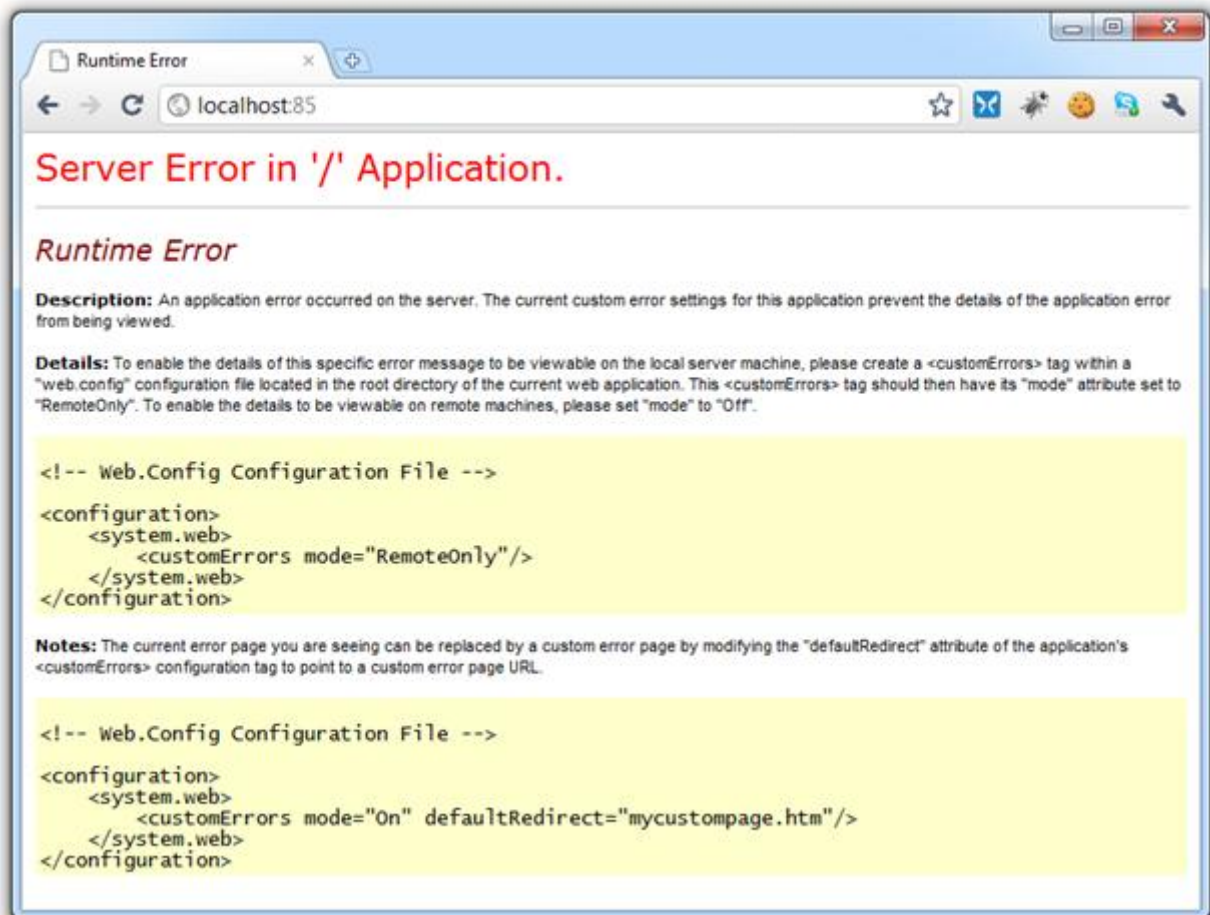 Runtime Error
localhost:85
Server Error in '/' Application.
Runtime Error
Description: An application error occurred on the server. The current custom error settings for this application prevent the details of the application error
from being viewed.
Details: To enable the details of this specific error message to be viewable on the local server machine, please create a <customErrors> tag within a
"web.config" configuration file located in the root directory of the current web application. This <customErrors> tag should then have its "mode" attribute set to
"RemoteOnly". To enable the details to be viewable on remote machines, please set "mode" to "Off".
<!-- Web.Config Configuration File -->
<configuration>
    <system.web>
        <customErrors mode="RemoteOnly"/>
    </system.web>
</configuration>
Notes: The current error page you are seeing can be replaced by a custom error page by modifying the "defaultRedirect" attribute of the application's
<customErrors> configuration tag to point to a custom error page URL.
<!-- Web.Config Configuration File -->
<configuration>
    <system.web>
        <customErrors mode="On" defaultRedirect="mycustompage.htm"/>
    </system.web>
</configuration>